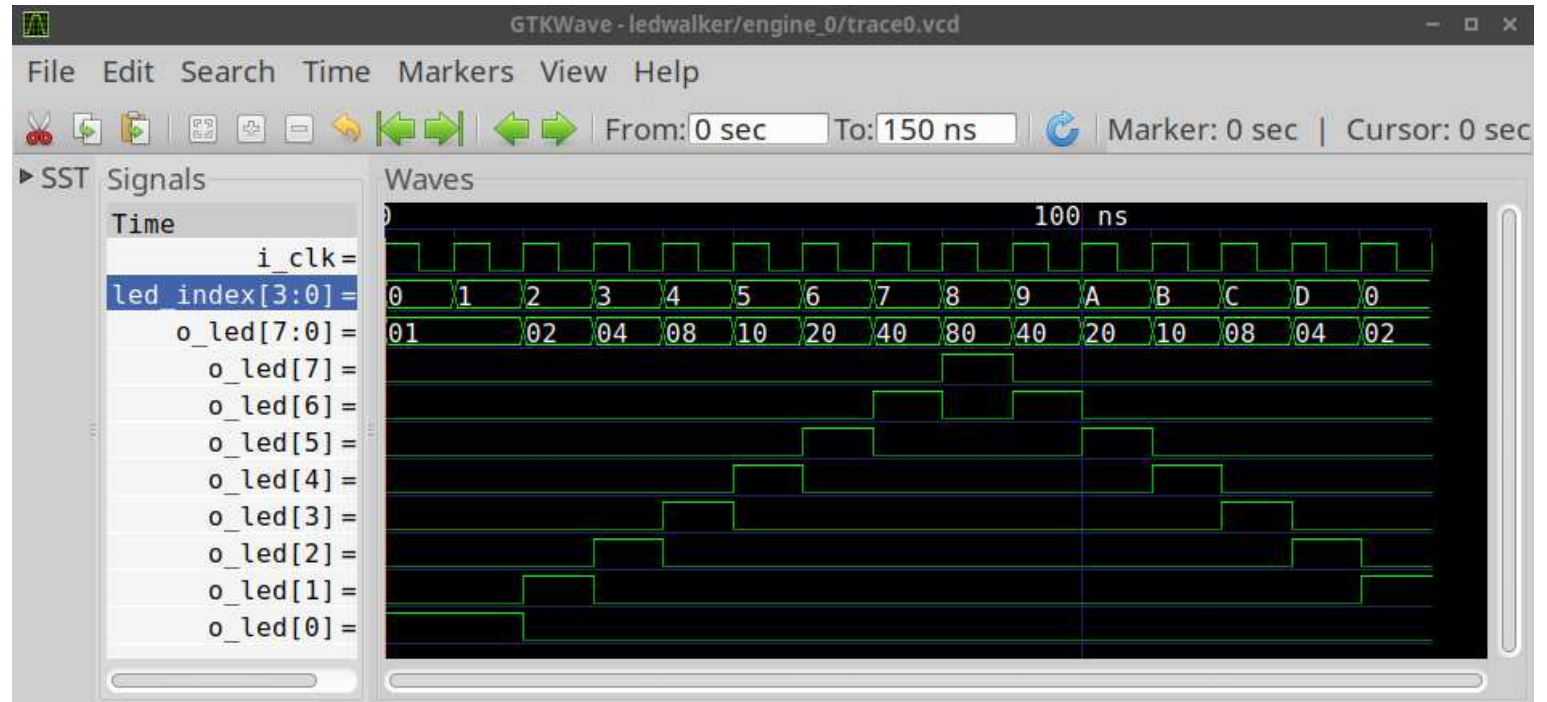 GTKWave - ledwalker/engine_0/trace0.vcd
File Edit Search Time Markers View Help
From: 0 sec To: 150 ns Marker: 0 sec | Cursor: 0 sec
SST Signals Waves
Time 0 100 ns
i_clk=
led_index[3:0]= 0 1 2 3 4 5 6 7 8 9 A B C D 0
o_led[7:0]= 01 02 04 08 10 20 40 80 40 20 10 08 04 02
o_led[7]=
o_led[6]=
o_led[5]=
o_led[4]=
o_led[3]=
o_led[2]=
o_led[1]=
o_led[0]=